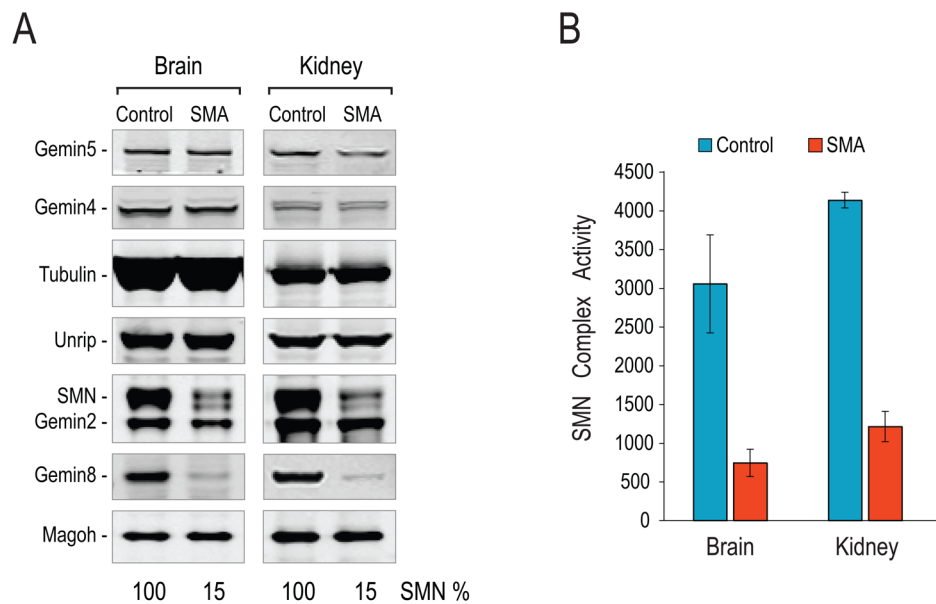 A
Brain Kidney
Control SMA Control SMA
Gemin5 -
Gemin4 -
Tubulin -
Unrip -
SMN -
Gemin2 -
Gemin8 -
Magoh -
100 15 100 15 SMN %
B
Control SMA
SMN Complex Activity
4500
4000
3500
3000
2500
2000
1500
1000
500
0
Brain Kidney